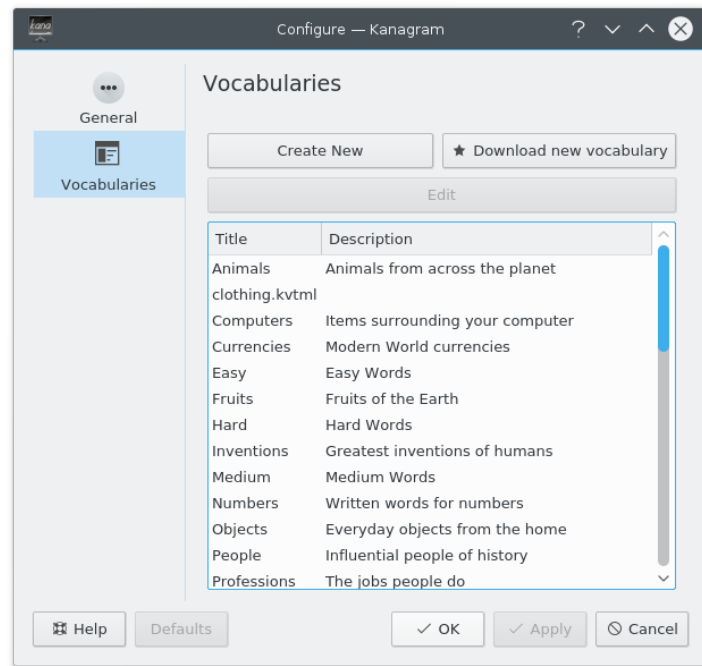 kana
Configure — Kanagram
General
Vocabularies
Vocabularies
Create New
Download new vocabulary
Edit
Title Description
Animals Animals from across the planet
clothing.kvtml
Computers Items surrounding your computer
Currencies Modern World currencies
Easy Easy Words
Fruits Fruits of the Earth
Hard Hard Words
Inventions Greatest inventions of humans
Medium Medium Words
Numbers Written words for numbers
Objects Everyday objects from the home
People Influential people of history
Professions The jobs people do
Help Defaults OK Apply Cancel